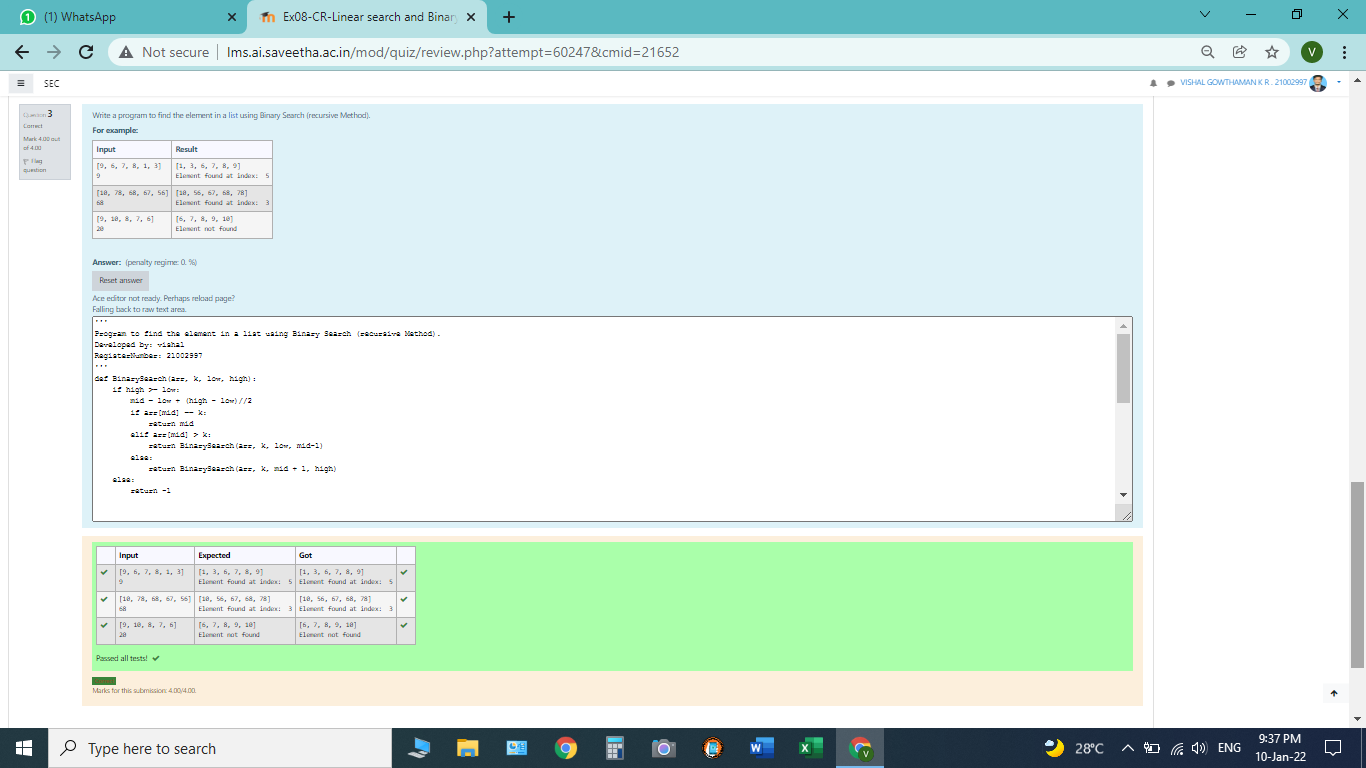 (1) WhatsApp
Ex08-CR-Linear search and Binar
Not secure
lms.ai.saveetha.ac.in/mod/quiz/review.php?attempt=60247&cmid=21652
V
SEC
VISHAL GOWTHAMAN K R . 21002997
Question 3
Correct
Mark 4.00 out
of 4.00
Flag
question
Write a program to find the element in a list using Binary Search (recursive Method).
For example:
Input Result
[9, 6, 7, 8, 1, 3] [1, 3, 6, 7, 8, 9]
9 Element found at index: 5
[10, 78, 68, 67, 56] [10, 56, 67, 68, 78]
68 Element found at index: 3
[9, 10, 8, 7, 6] [6, 7, 8, 9, 10]
20 Element not found
Answer: (penalty regime: 0, %)
Reset answer
Ace editor not ready. Perhaps reload page?
Falling back to raw text area.
'''
Program to find the element in a list using Binary Search (recursive Method).
Developed by: vishal
RegisterNumber: 21002997
'''
def BinarySearch(arr, k, low, high):
if high >= low:
mid = low + (high - low)//2
if arr[mid] == k:
return mid
elif arr[mid] > k:
return BinarySearch(arr, k, low, mid-1)
else:
return BinarySearch(arr, k, mid + 1, high)
else:
return -1
Input Expected Got
[9, 6, 7, 8, 1, 3] [1, 3, 6, 7, 8, 9] [1, 3, 6, 7, 8, 9]
9 Element found at index: 5 Element found at index: 5
[10, 78, 68, 67, 56] [10, 56, 67, 68, 78] [10, 56, 67, 68, 78]
68 Element found at index: 3 Element found at index: 3
[9, 10, 8, 7, 6] [6, 7, 8, 9, 10] [6, 7, 8, 9, 10]
20 Element not found Element not found
Passed all tests!
Marks for this submission: 4.00/4.00.
Type here to search
28°C
ENG
9:37 PM
10-Jan-22